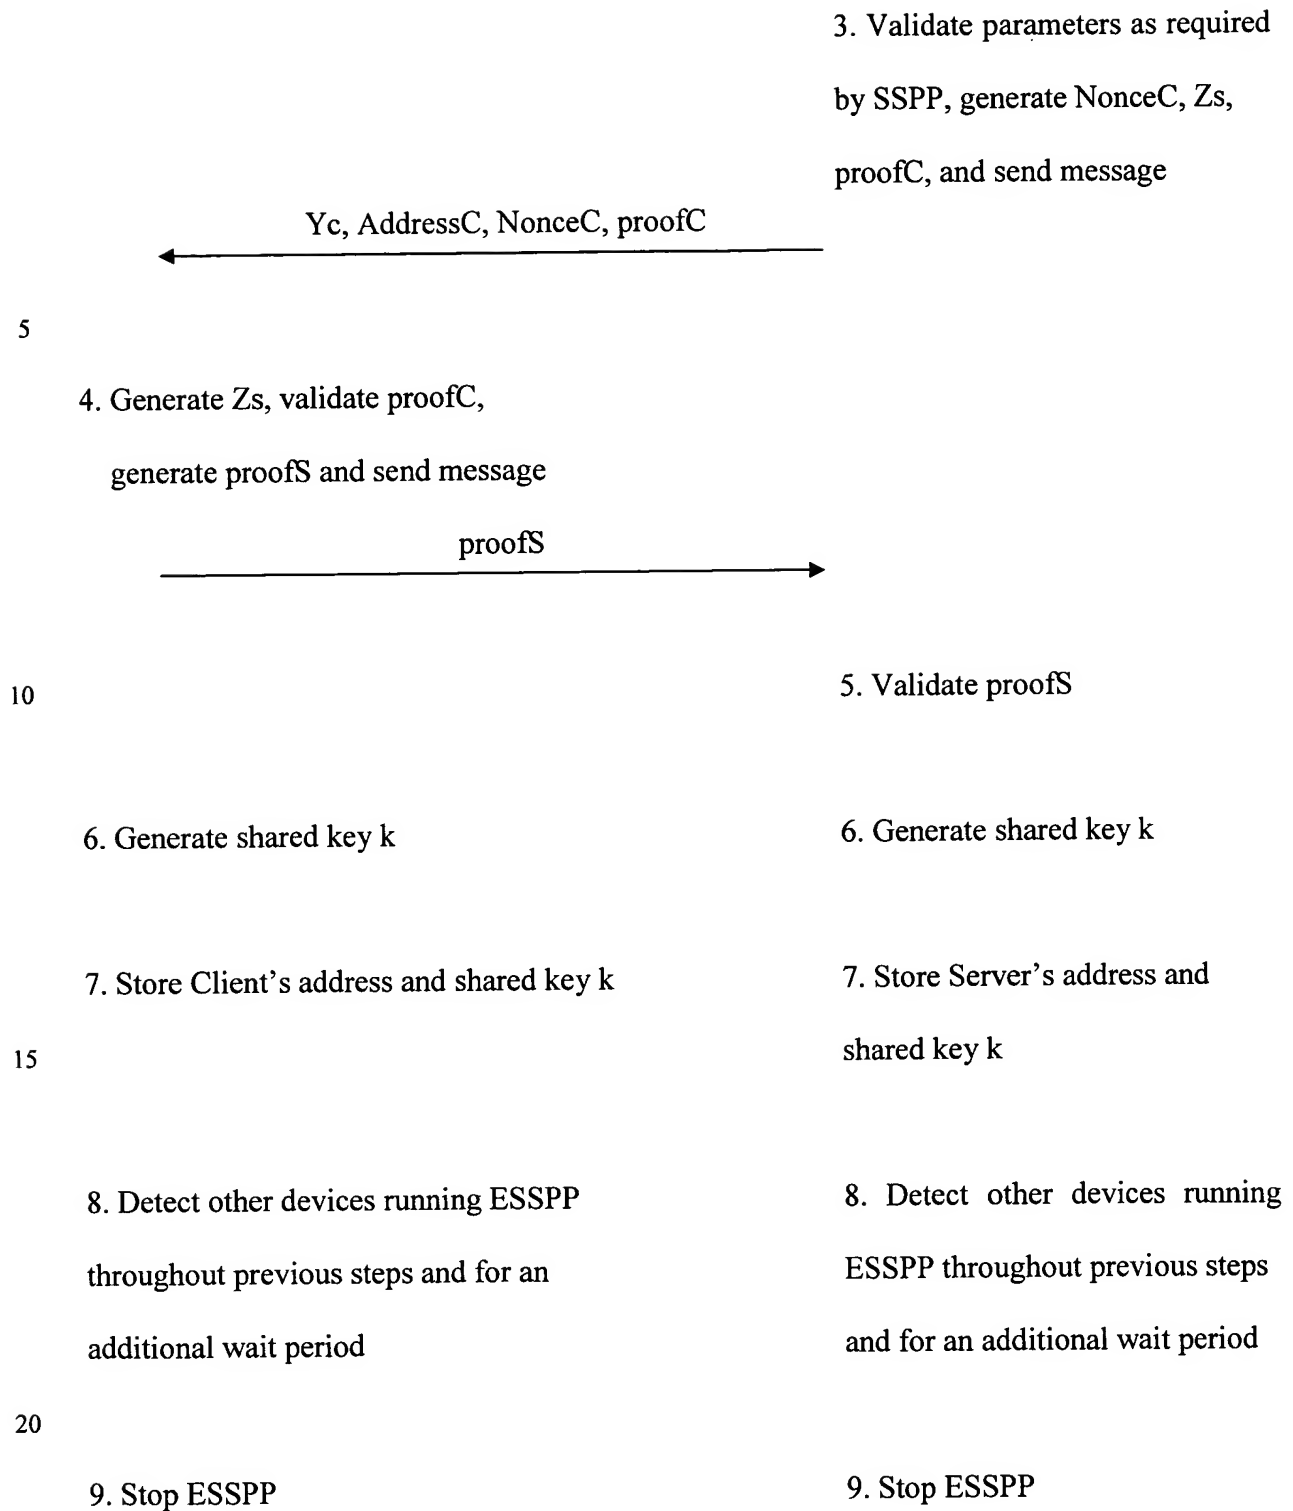 3. Validate parameters as required
by SSPP, generate NonceC, Zs,
proofC, and send message
Yc, AddressC, NonceC, proofC
5
4. Generate Zs, validate proofC,
generate proofS and send message
proofS
10
5. Validate proofS
6. Generate shared key k
6. Generate shared key k
7. Store Client's address and shared key k
7. Store Server's address and
shared key k
15
8. Detect other devices running ESSPP
throughout previous steps and for an
additional wait period
8. Detect other devices running
ESSPP throughout previous steps
and for an additional wait period
20
9. Stop ESSPP
9. Stop ESSPP